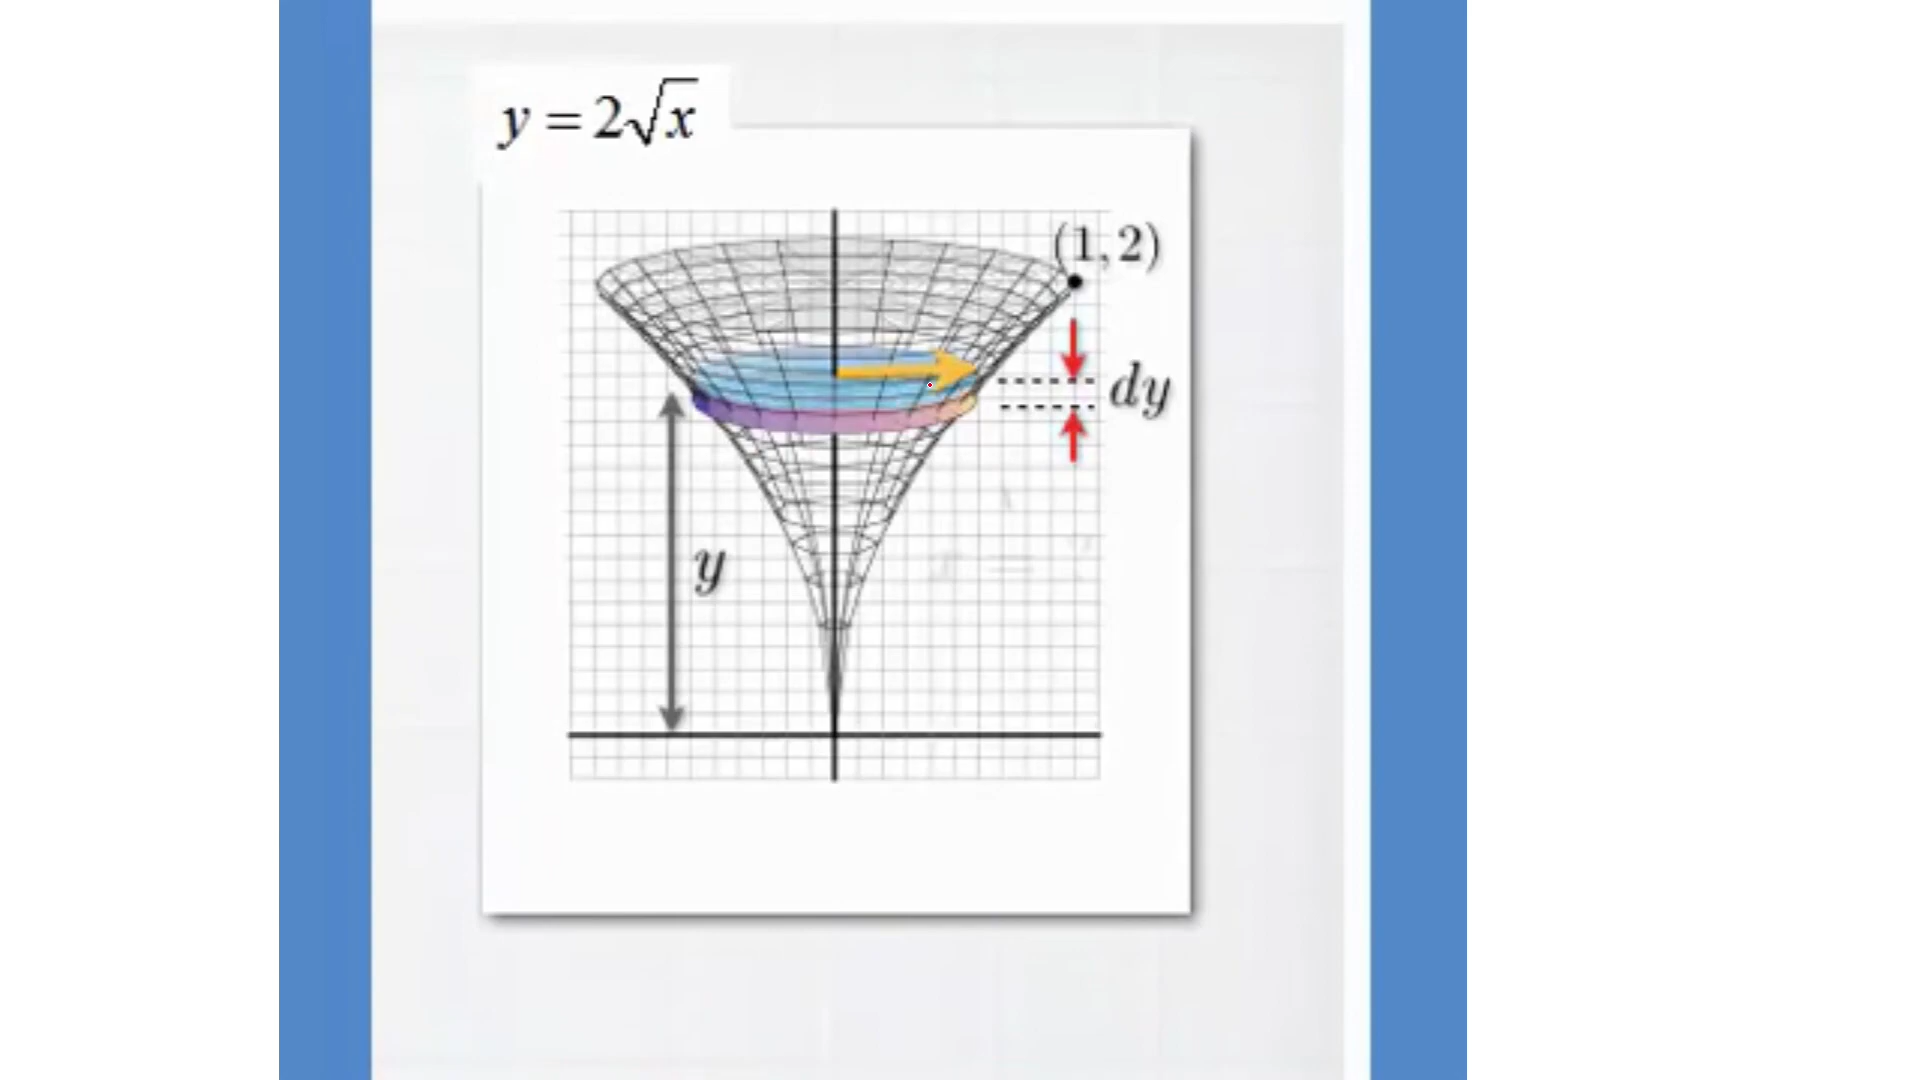 y = 2√x
(1, 2)
dy
y